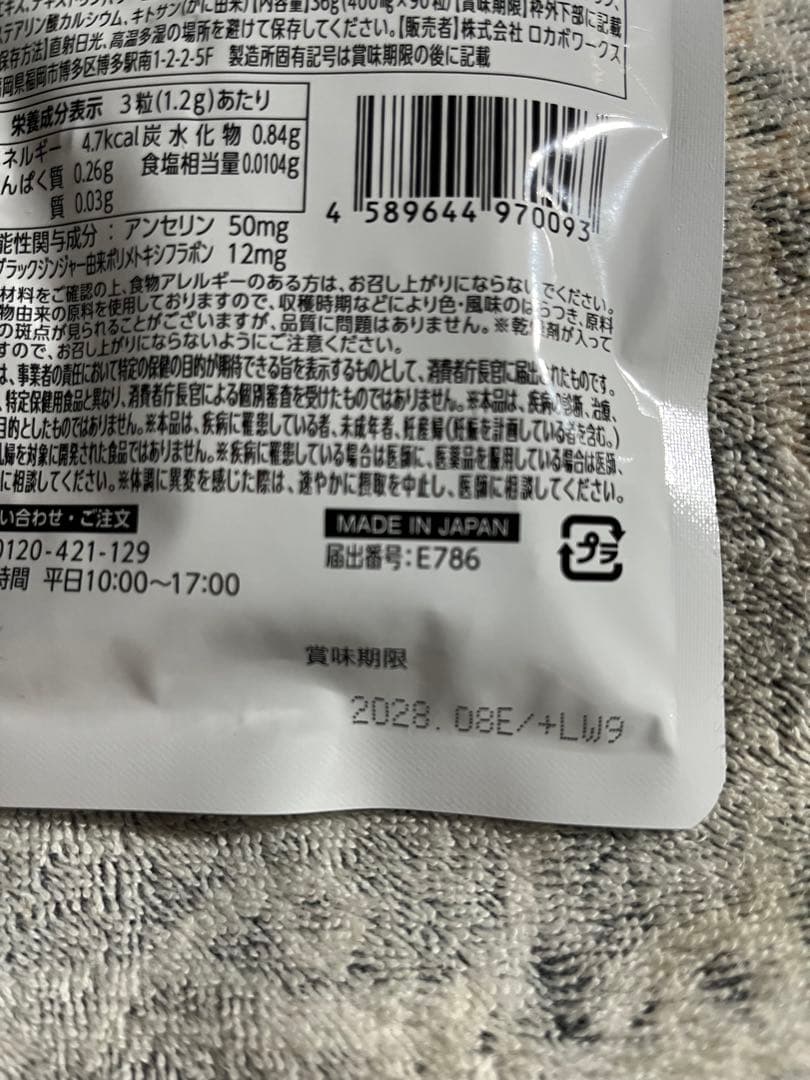 ステアリン酸カルシウム、キトサン(かに由来)】【内容量】36g(400mg×90粒)【賞味期限】枠外下部に記載
保存方法】直射日光、高温多湿の場所を避けて保存してください。【販売者】株式会社 ロカボワークス
岡県福岡市博多区博多駅南1-2-2-5F 製造所固有記号は賞味期限の後に記載
栄養成分表示 3粒(1.2g)あたり
ネルギー 4.7kcal 炭水化物 0.84g
んぱく質 0.26g 食塩相当量 0.0104g
質 0.03g
4 589644 970093
能性関与成分：アンセリン 50mg
ブラックジンジャー由来ポリメトキシフラボン 12mg
材料をご確認の上、食物アレルギーのある方は、お召し上がりにならないでください。
物由来の原料を使用しておりますので、収穫時期などにより色・風味のばらつき、原料
の斑点が見られることがございますが、品質に問題はありません。※乾燥剤が入って
すので、お召し上がりにならないようにご注意ください。
は、事業者の責任において特定の保健の目的が期待できる旨を表示するものとして、消費者庁長官に届出されたものです。
、特定保健用食品と異なり、消費者庁長官による個別審査を受けたものではありません。※本品は、疾病の診断、治療、
目的としたものではありません。※本品は、疾病に罹患している者、未成年者、妊産婦(妊娠を計画している者を含む。)
乳婦を対象に開発された食品ではありません。※疾病に罹患している場合は医師に、医薬品を服用している場合は医師、
に相談してください。※体調に異変を感じた際は、速やかに摂取を中止し、医師に相談してください。
い合わせ・ご注文
0120-421-129
時間 平日10:00～17:00
MADE IN JAPAN
届出番号：E786
プラ
賞味期限
2028.08E/+LW9